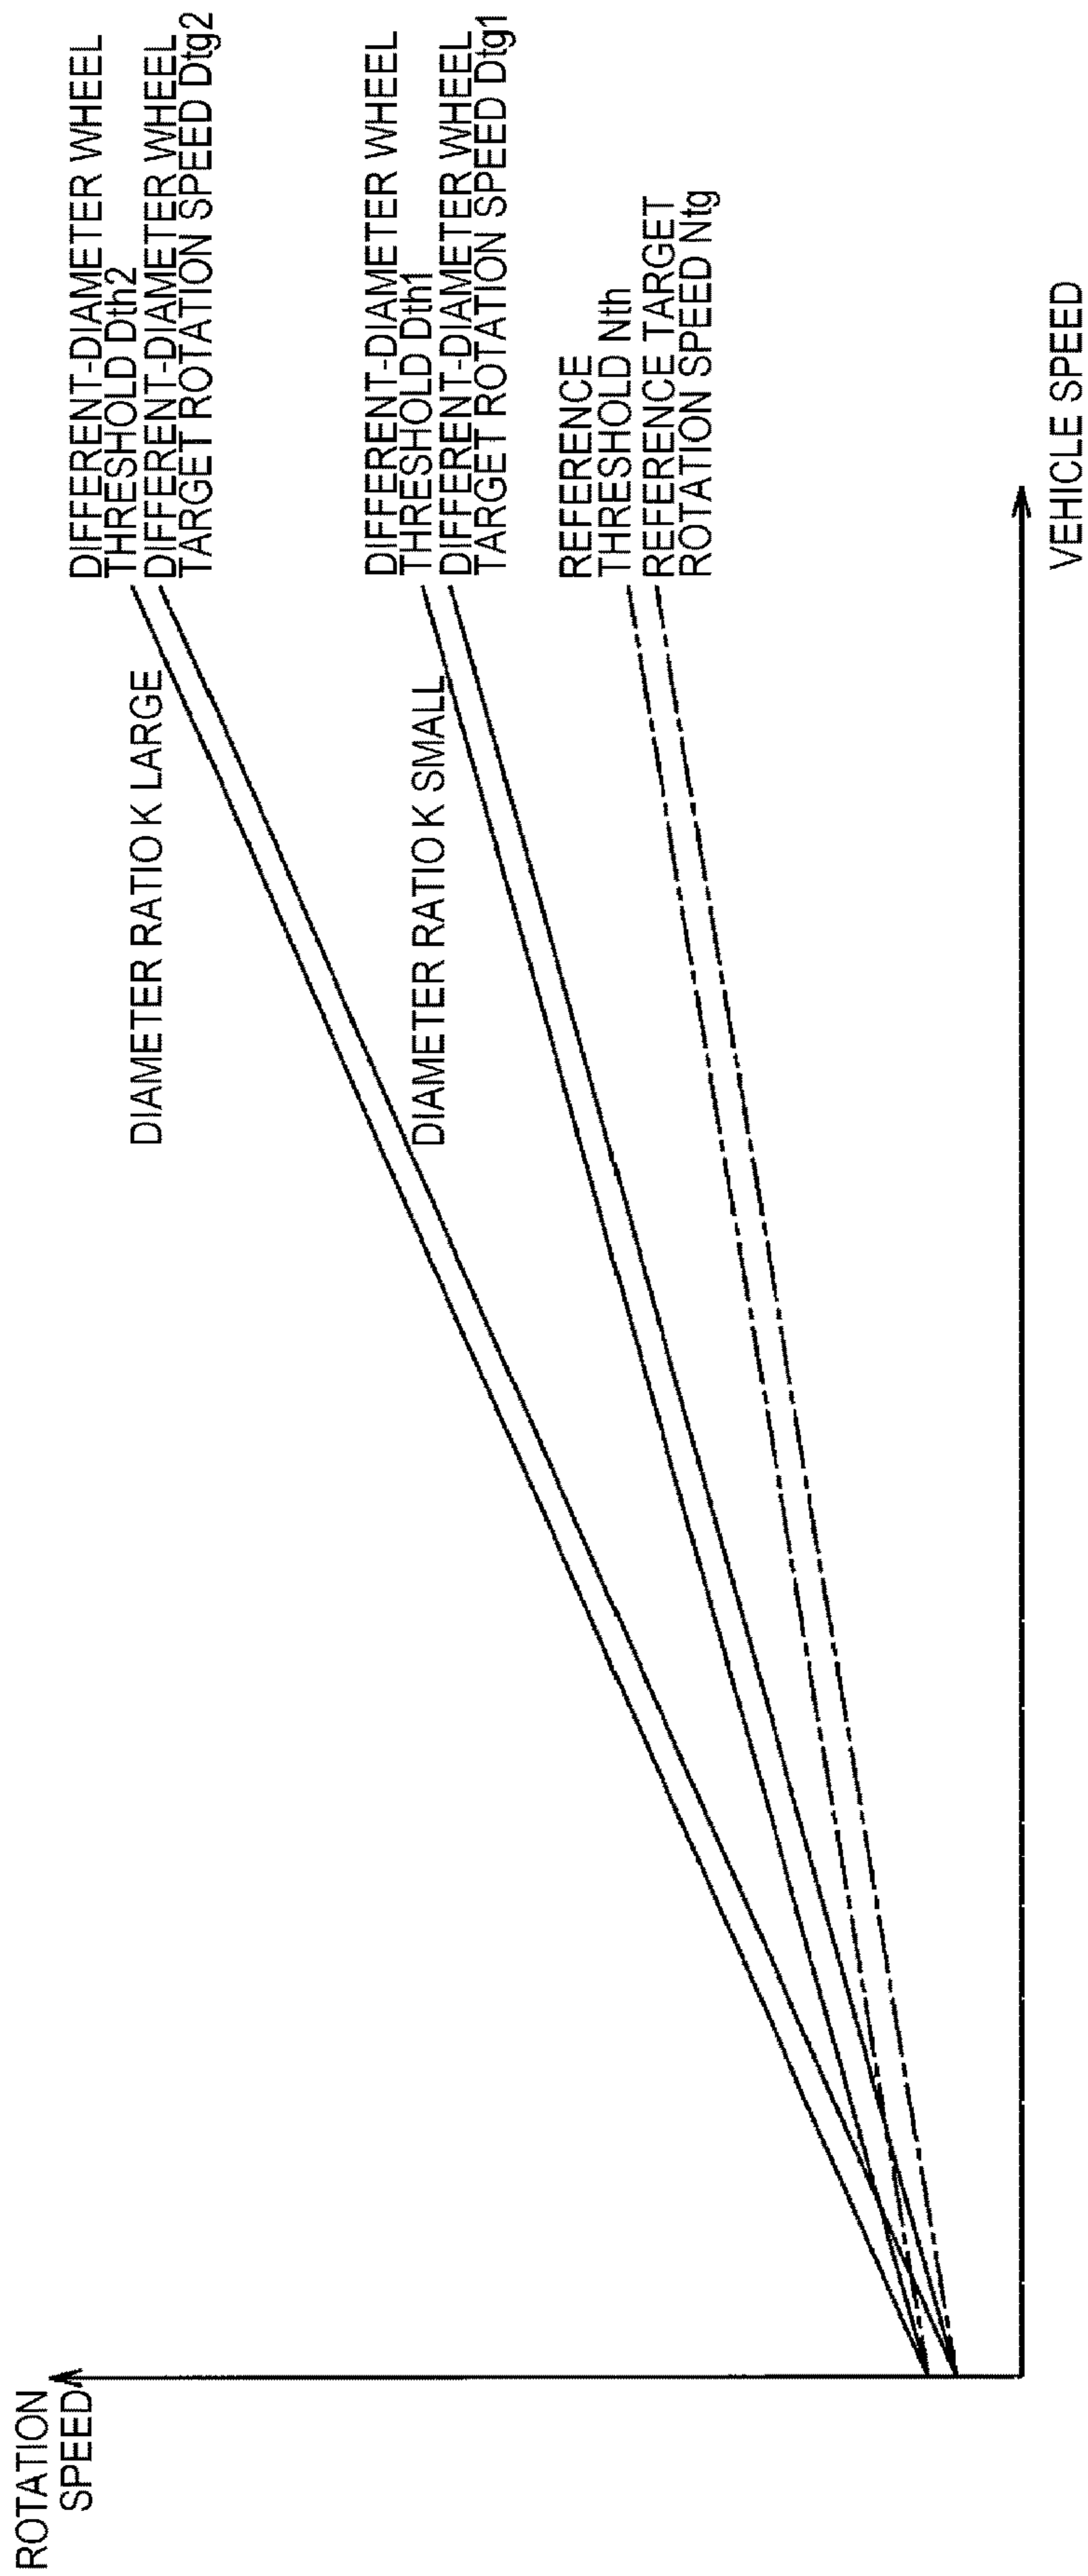 ROTATION
SPEED
DIFFERENT-DIAMETER WHEEL
THRESHOLD Dth2
DIFFERENT-DIAMETER WHEEL
TARGET ROTATION SPEED Dtg2
DIAMETER RATIO K LARGE
DIFFERENT-DIAMETER WHEEL
THRESHOLD Dth1
DIFFERENT-DIAMETER WHEEL
TARGET ROTATION SPEED Dtg1
DIAMETER RATIO K SMALL
REFERENCE
THRESHOLD Nth
REFERENCE TARGET
ROTATION SPEED Ntg
VEHICLE SPEED